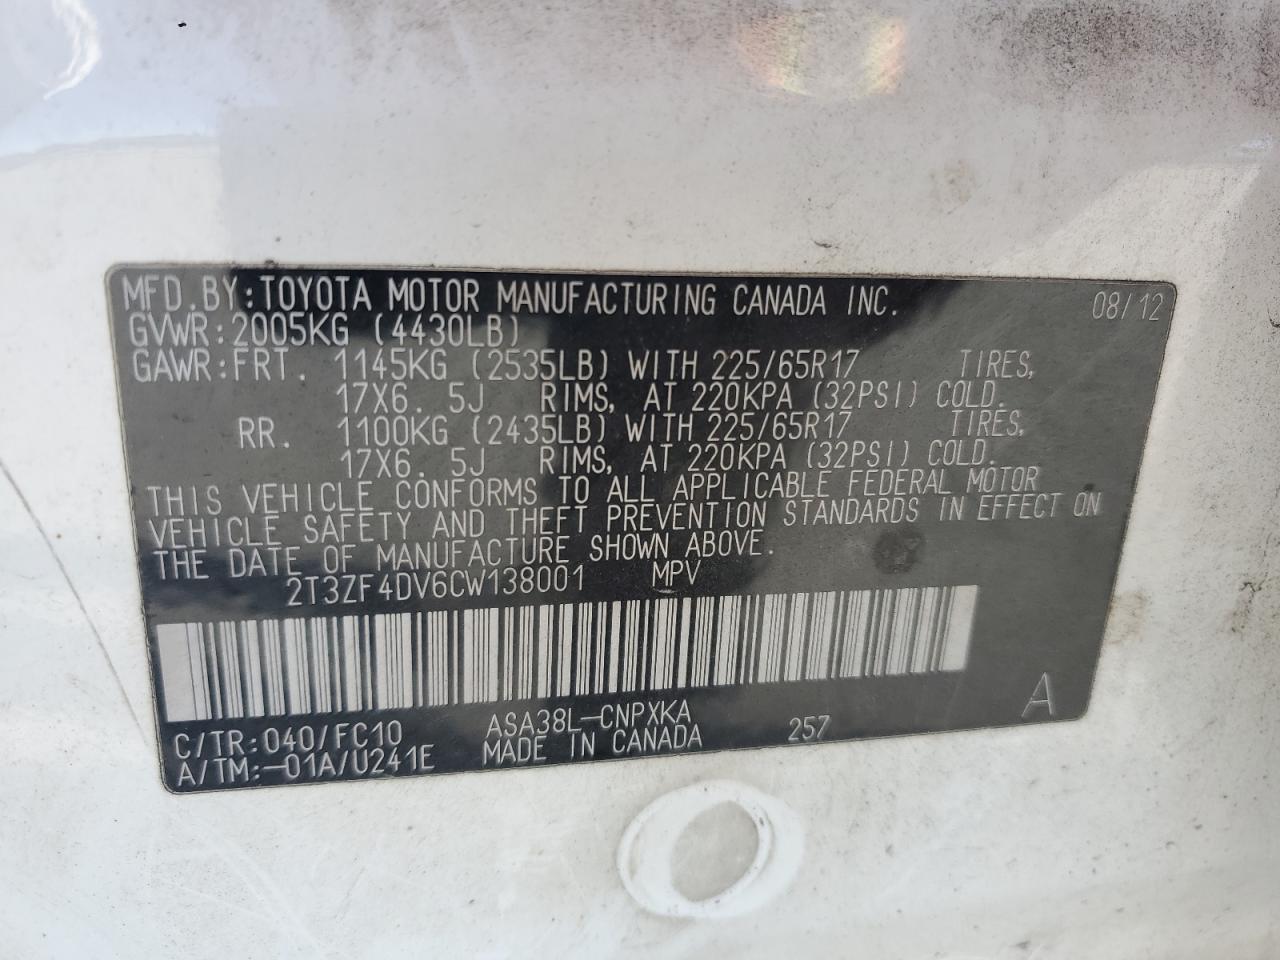 MFD.BY:TOYOTA MOTOR MANUFACTURING CANADA INC. 08/12
GVWR:2005KG (4430LB)
GAWR:FRT. 1145KG (2535LB) WITH 225/65R17 TIRES,
17X6. 5J RIMS, AT 220KPA (32PSI) COLD.
RR. 1100KG (2435LB) WITH 225/65R17 TIRES,
17X6. 5J RIMS, AT 220KPA (32PSI) COLD.
THIS VEHICLE CONFORMS TO ALL APPLICABLE FEDERAL MOTOR
VEHICLE SAFETY AND THEFT PREVENTION STANDARDS IN EFFECT ON
THE DATE OF MANUFACTURE SHOWN ABOVE.
2T3ZF4DV6CW138001 MPV
C/TR:040/FC10 ASA38L-CNPXKA 257 A
A/TM:-01A/U241E MADE IN CANADA